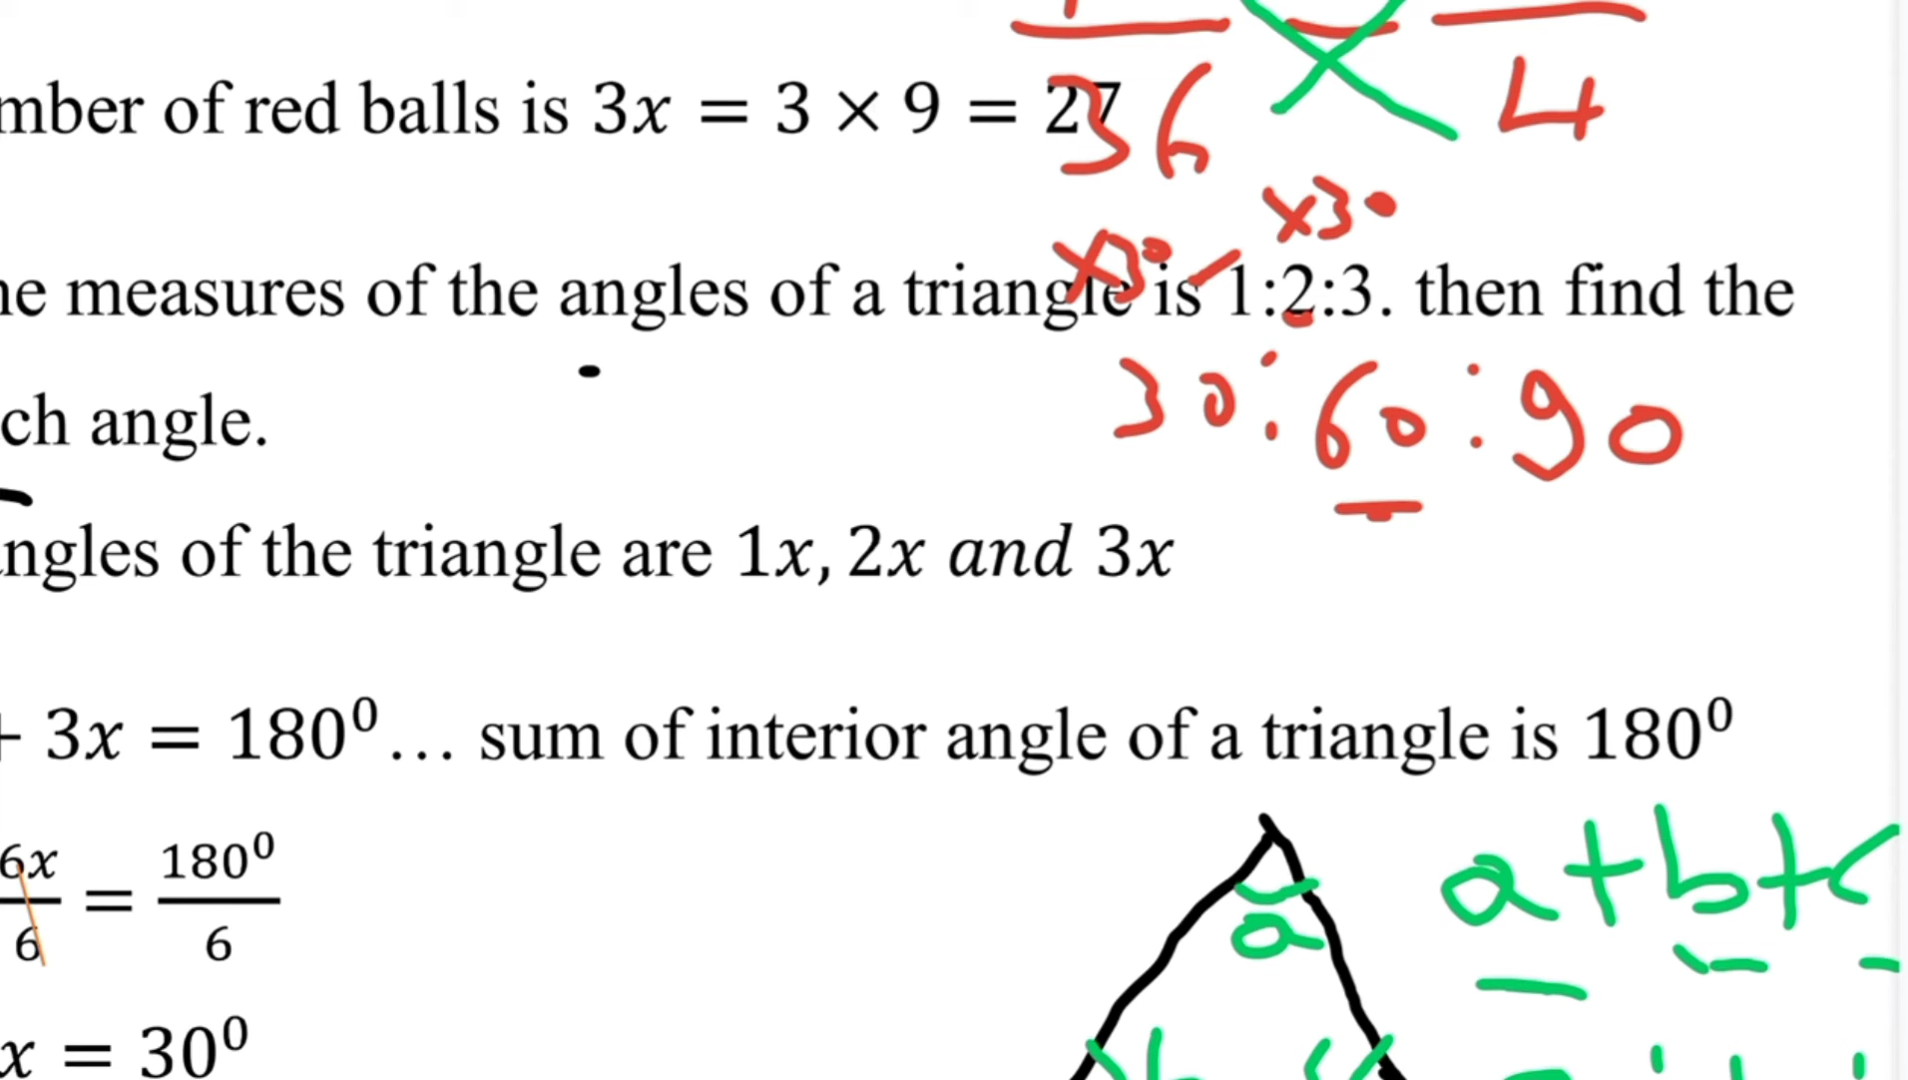 mber of red balls is 3x = 3 × 9 = 27
36 = 4
×30 ×30
he measures of the angles of a triangle is 1:2:3. then find the
30:60:90
ch angle.
ngles of the triangle are 1x, 2x and 3x
+ 3x = 180⁰… sum of interior angle of a triangle is 180⁰
6x/6 = 180⁰/6
a+b+c
a
x = 30⁰